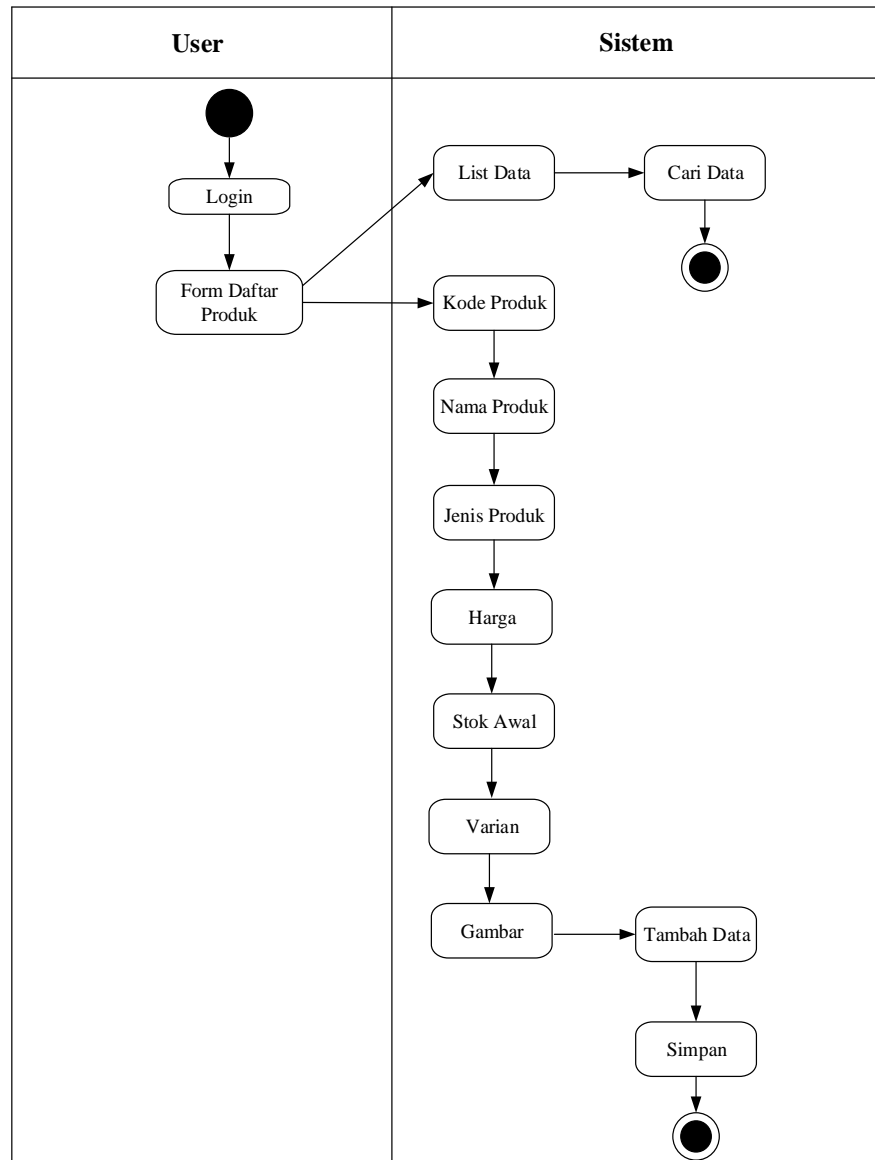 User
Sistem
Login
Form Daftar
Produk
List Data
Cari Data
Kode Produk
Nama Produk
Jenis Produk
Harga
Stok Awal
Varian
Gambar
Tambah Data
Simpan